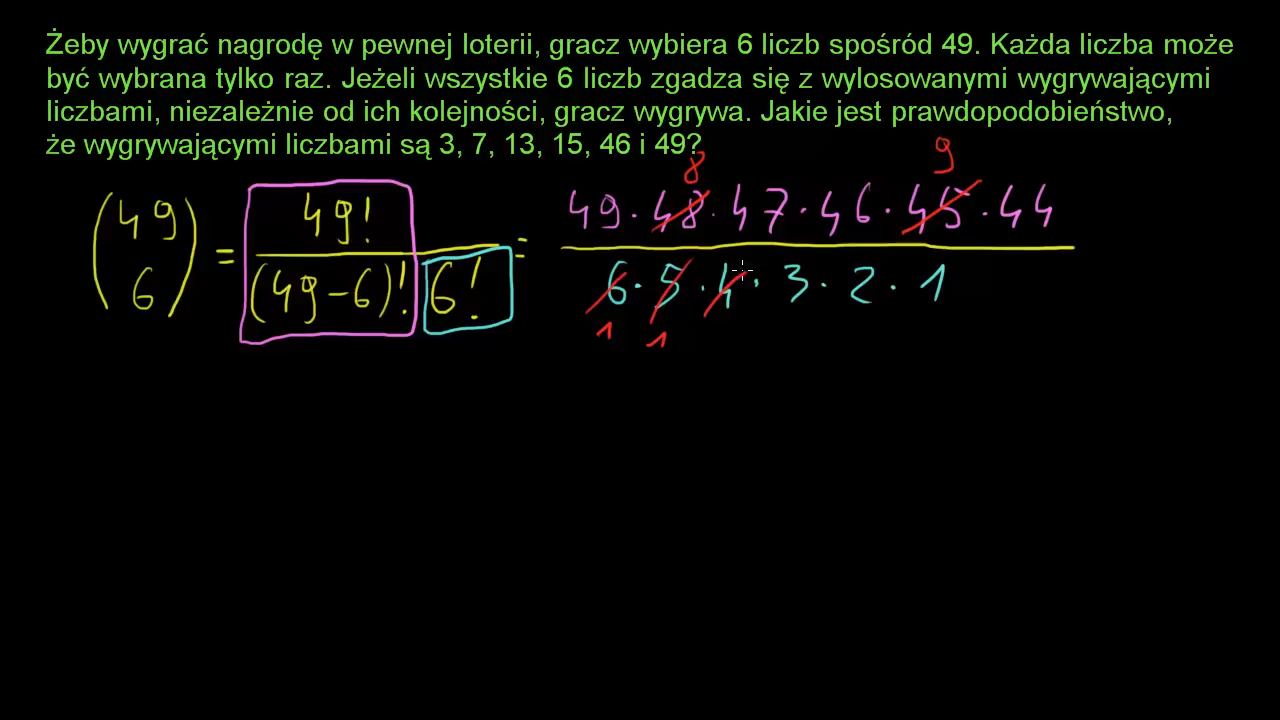 Żeby wygrać nagrodę w pewnej loterii, gracz wybiera 6 liczb spośród 49. Każda liczba może
być wybrana tylko raz. Jeżeli wszystkie 6 liczb zgadza się z wylosowanymi wygrywającymi
liczbami, niezależnie od ich kolejności, gracz wygrywa. Jakie jest prawdopodobieństwo,
że wygrywającymi liczbami są 3, 7, 13, 15, 46 i 49?
8 9
(49 6) = 49! / (49-6)! 6! = 49 · 48 · 47 · 46 · 45 · 44
6 · 5 · 4 · 3 · 2 · 1
1 1